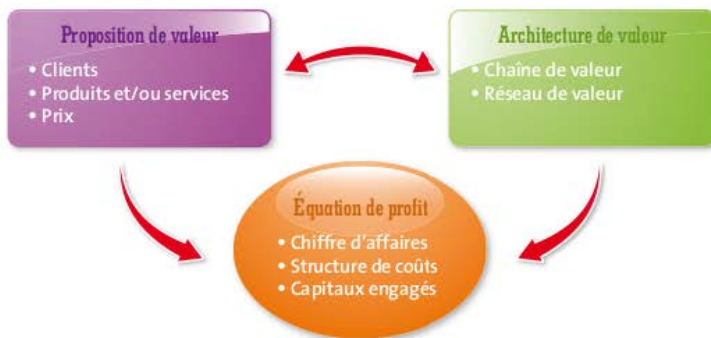 Proposition de valeur
• Clients
• Produits et/ou services
• Prix
Architecture de valeur
• Chaîne de valeur
• Réseau de valeur
Équation de profit
• Chiffre d'affaires
• Structure de coûts
• Capitaux engagés